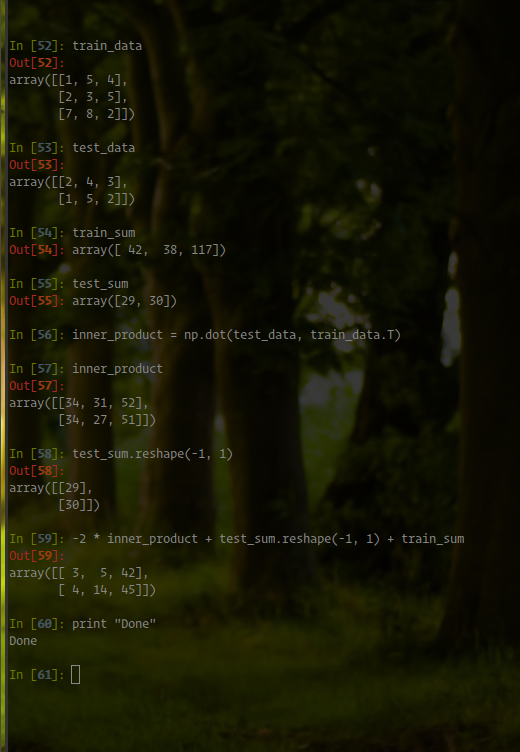 In [52]: train_data
Out[52]:
array([[1, 5, 4],
       [2, 3, 5],
       [7, 8, 2]])
In [53]: test_data
Out[53]:
array([[2, 4, 3],
       [1, 5, 2]])
In [54]: train_sum
Out[54]: array([ 42,  38, 117])
In [55]: test_sum
Out[55]: array([29, 30])
In [56]: inner_product = np.dot(test_data, train_data.T)
In [57]: inner_product
Out[57]:
array([[34, 31, 52],
       [34, 27, 51]])
In [58]: test_sum.reshape(-1, 1)
Out[58]:
array([[29],
       [30]])
In [59]: -2 * inner_product + test_sum.reshape(-1, 1) + train_sum
Out[59]:
array([[ 3,  5, 42],
       [ 4, 14, 45]])
In [60]: print "Done"
Done
In [61]: